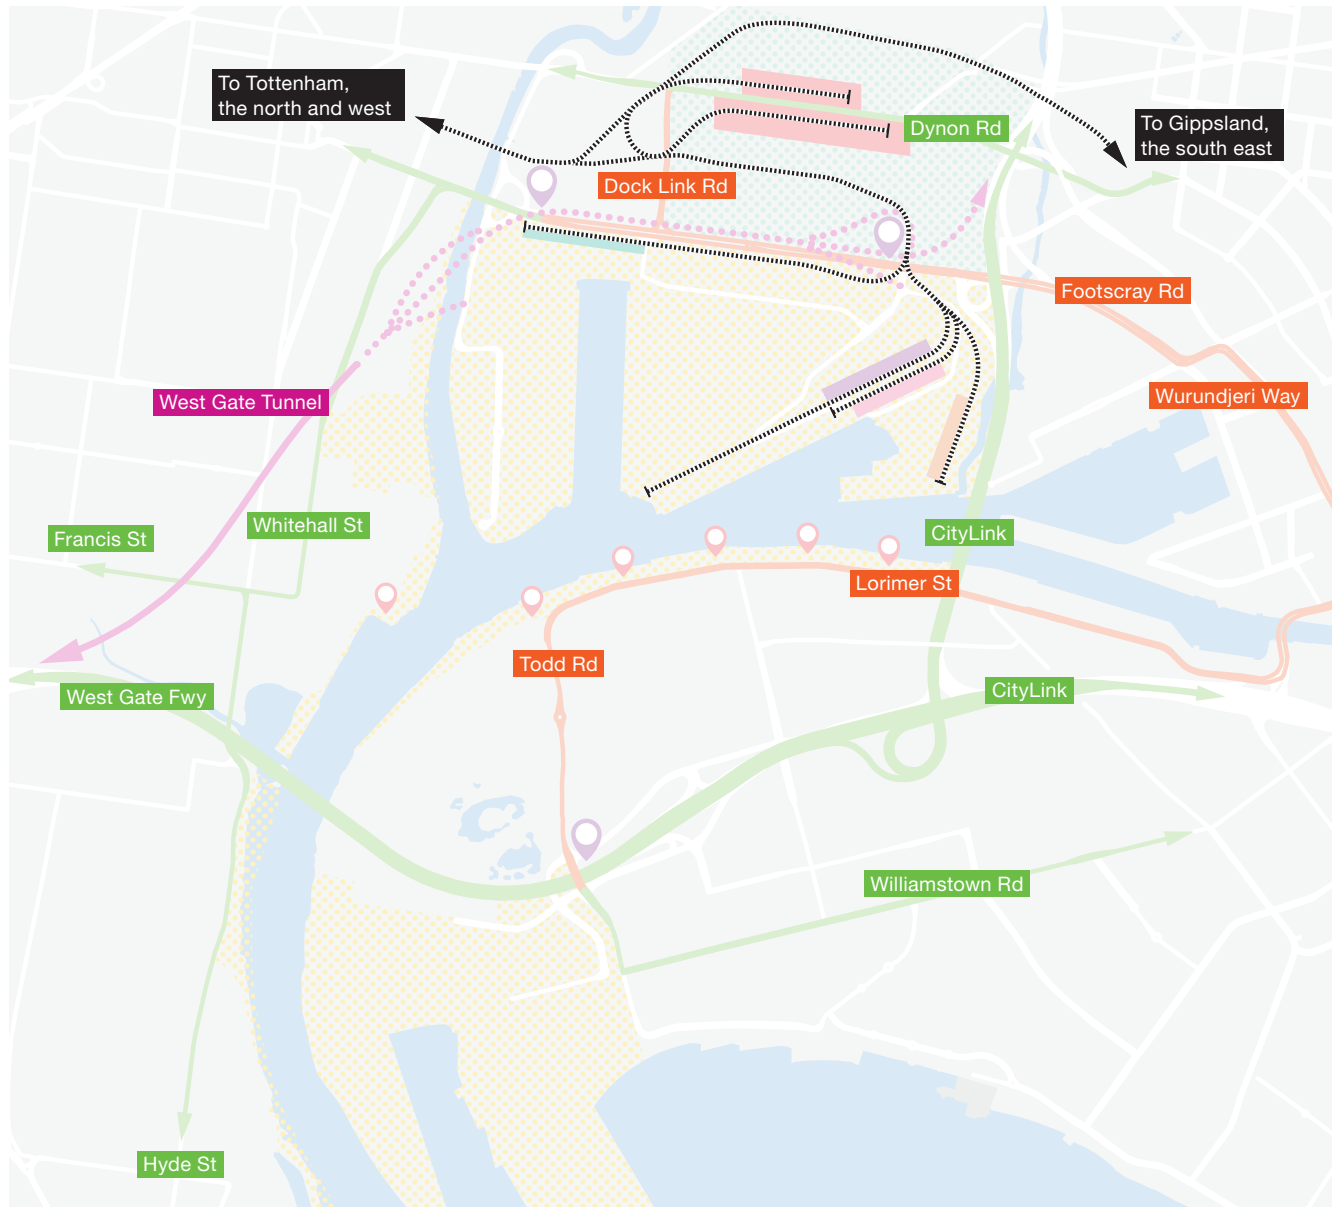 To Tottenham,
the north and west
To Gippsland,
the south east
Dynon Rd
Dock Link Rd
Footscray Rd
West Gate Tunnel
Wurundjeri Way
Whitehall St
Francis St
CityLink
Lorimer St
Todd Rd
West Gate Fwy
CityLink
Williamstown Rd
Hyde St